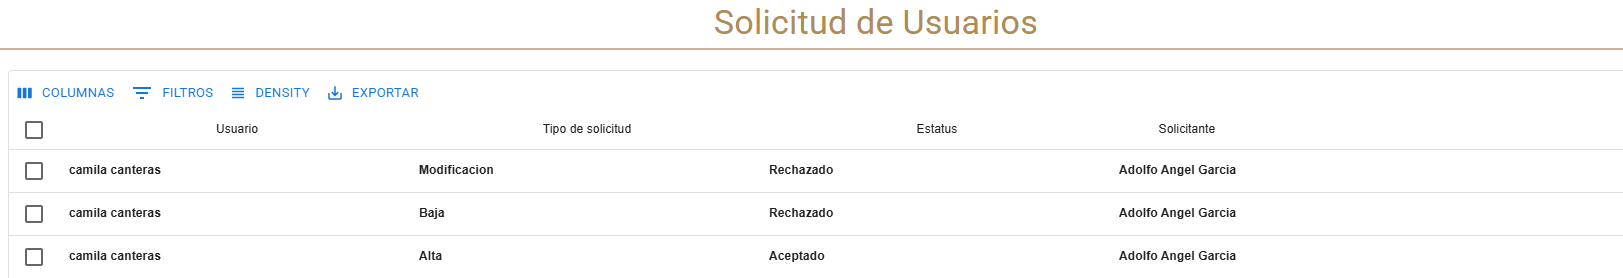 Solicitud de Usuarios
COLUMNAS FILTROS DENSITY EXPORTAR
Usuario Tipo de solicitud Estatus Solicitante
camila canteras Modificacion Rechazado Adolfo Angel Garcia
camila canteras Baja Rechazado Adolfo Angel Garcia
camila canteras Alta Aceptado Adolfo Angel Garcia